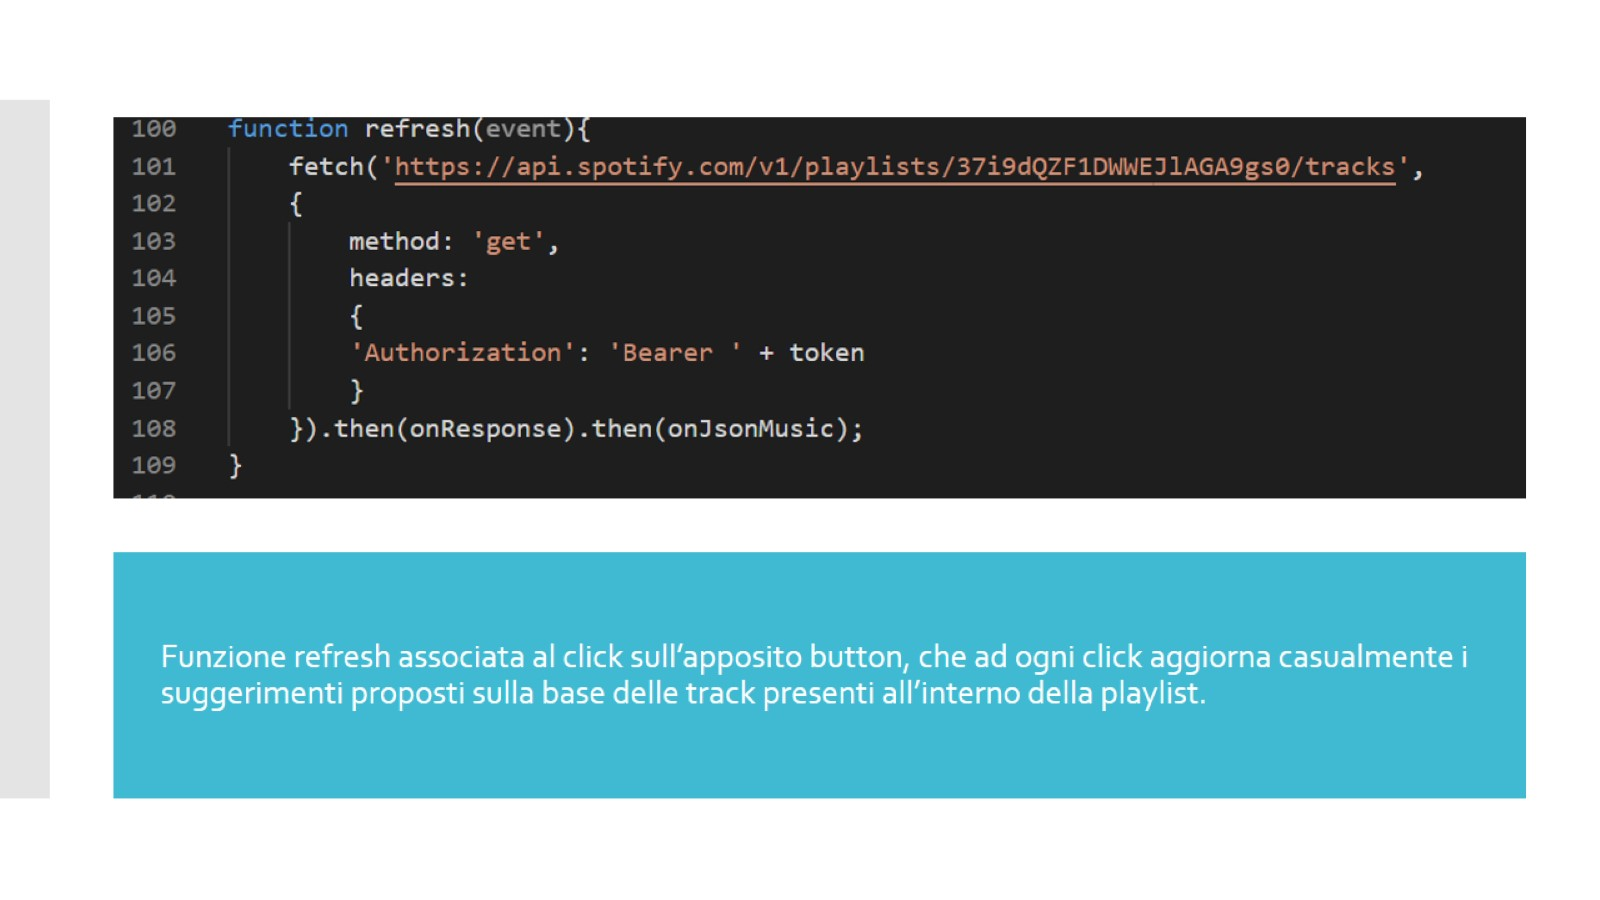 100 function refresh(event){
101 fetch('https://api.spotify.com/v1/playlists/37i9dQZF1DWWEJlAGA9gs0/tracks',
102 {
103 method: 'get',
104 headers:
105 {
106 'Authorization': 'Bearer ' + token
107 }
108 }).then(onResponse).then(onJsonMusic);
109 }
Funzione refresh associata al click sull’apposito button, che ad ogni click aggiorna casualmente i
suggerimenti proposti sulla base delle track presenti all’interno della playlist.